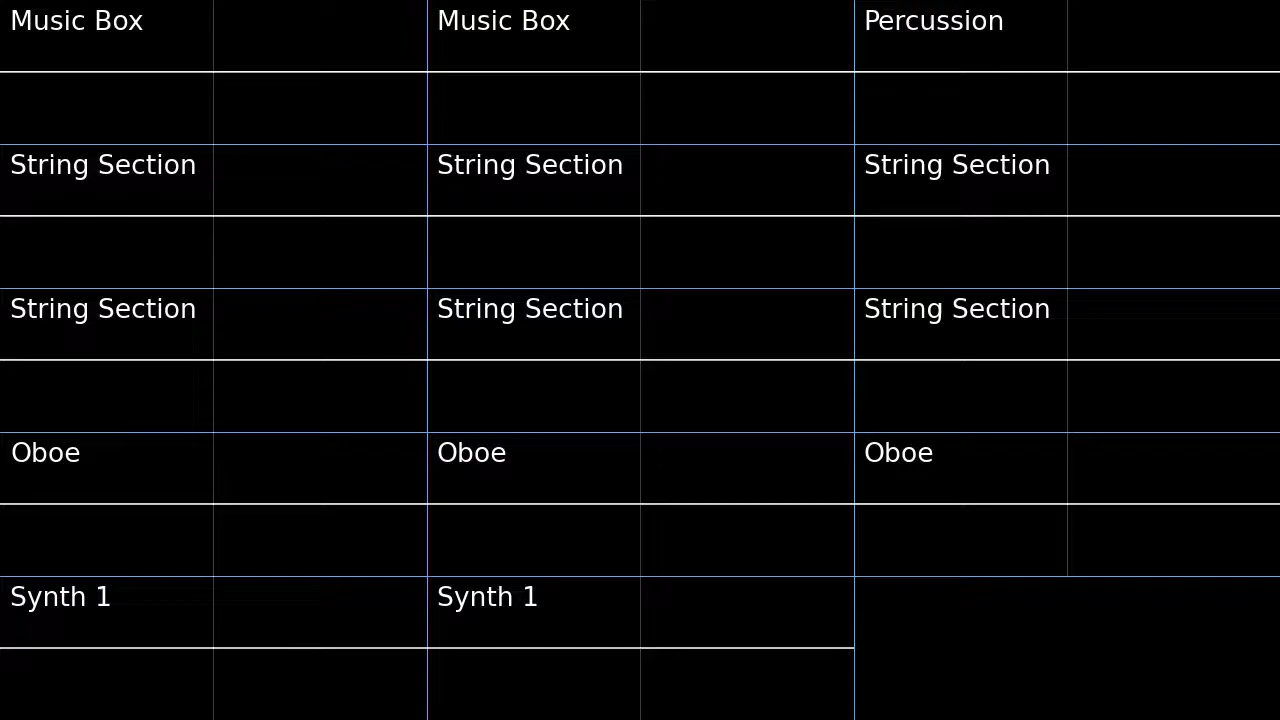 Music Box
Music Box
Percussion
String Section
String Section
String Section
String Section
String Section
String Section
Oboe
Oboe
Oboe
Synth 1
Synth 1